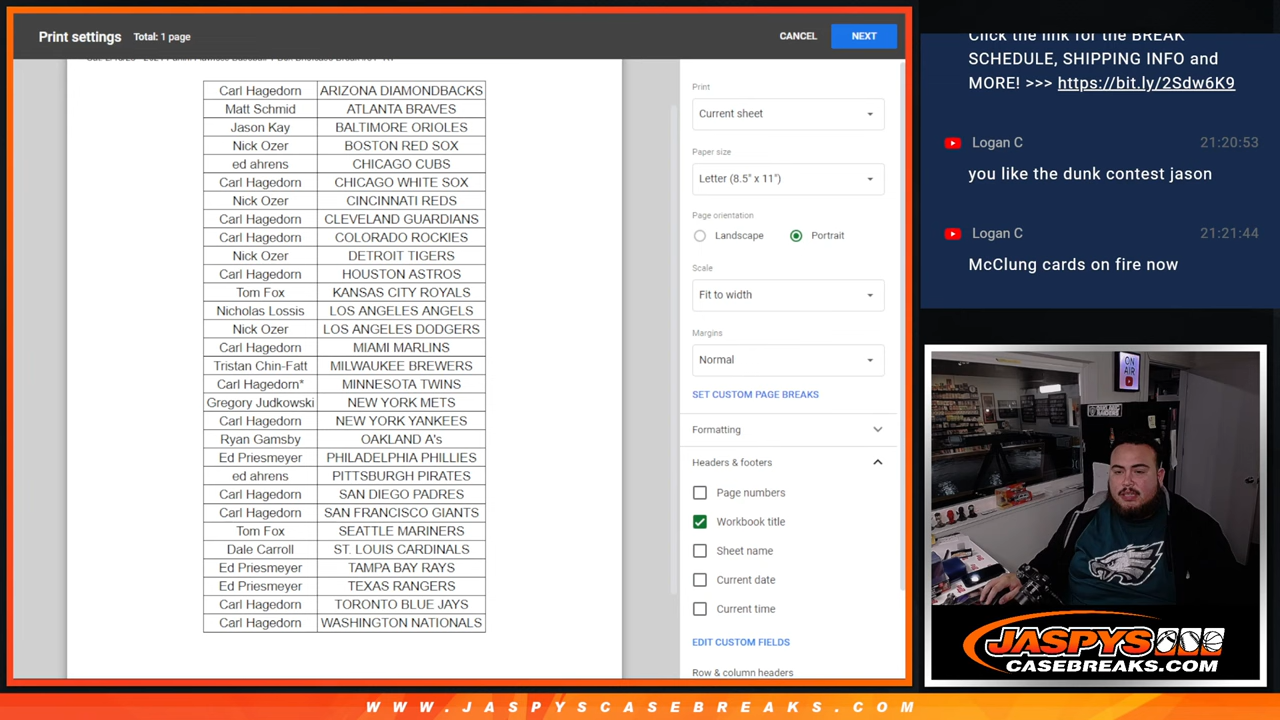 Print settings Total: 1 page CANCEL NEXT
Carl Hagedorn ARIZONA DIAMONDBACKS
Matt Schmid ATLANTA BRAVES
Jason Kay BALTIMORE ORIOLES
Nick Ozer BOSTON RED SOX
ed ahrens CHICAGO CUBS
Carl Hagedorn CHICAGO WHITE SOX
Nick Ozer CINCINNATI REDS
Carl Hagedorn CLEVELAND GUARDIANS
Carl Hagedorn COLORADO ROCKIES
Nick Ozer DETROIT TIGERS
Carl Hagedorn HOUSTON ASTROS
Tom Fox KANSAS CITY ROYALS
Nicholas Lossis LOS ANGELES ANGELS
Nick Ozer LOS ANGELES DODGERS
Carl Hagedorn MIAMI MARLINS
Tristan Chin-Fatt MILWAUKEE BREWERS
Carl Hagedorn* MINNESOTA TWINS
Gregory Judkowski NEW YORK METS
Carl Hagedorn NEW YORK YANKEES
Ryan Gamsby OAKLAND A's
Ed Priesmeyer PHILADELPHIA PHILLIES
ed ahrens PITTSBURGH PIRATES
Carl Hagedorn SAN DIEGO PADRES
Carl Hagedorn SAN FRANCISCO GIANTS
Tom Fox SEATTLE MARINERS
Dale Carroll ST. LOUIS CARDINALS
Ed Priesmeyer TAMPA BAY RAYS
Ed Priesmeyer TEXAS RANGERS
Carl Hagedorn TORONTO BLUE JAYS
Carl Hagedorn WASHINGTON NATIONALS
Print
Current sheet
Paper size
Letter (8.5" x 11")
Page orientation
Landscape Portrait
Scale
Fit to width
Margins
Normal
SET CUSTOM PAGE BREAKS
Formatting
Headers & footers
Page numbers
Workbook title
Sheet name
Current date
Current time
EDIT CUSTOM FIELDS
Row & column headers
Click the link for the BREAK
SCHEDULE, SHIPPING INFO and
MORE! >>> https://bit.ly/2Sdw6K9
Logan C 21:20:53
you like the dunk contest jason
Logan C 21:21:44
McClung cards on fire now
ON
AIR
JASPYS
CASEBREAKS.COM
WWW.JASPYSCASEBREAKS.COM